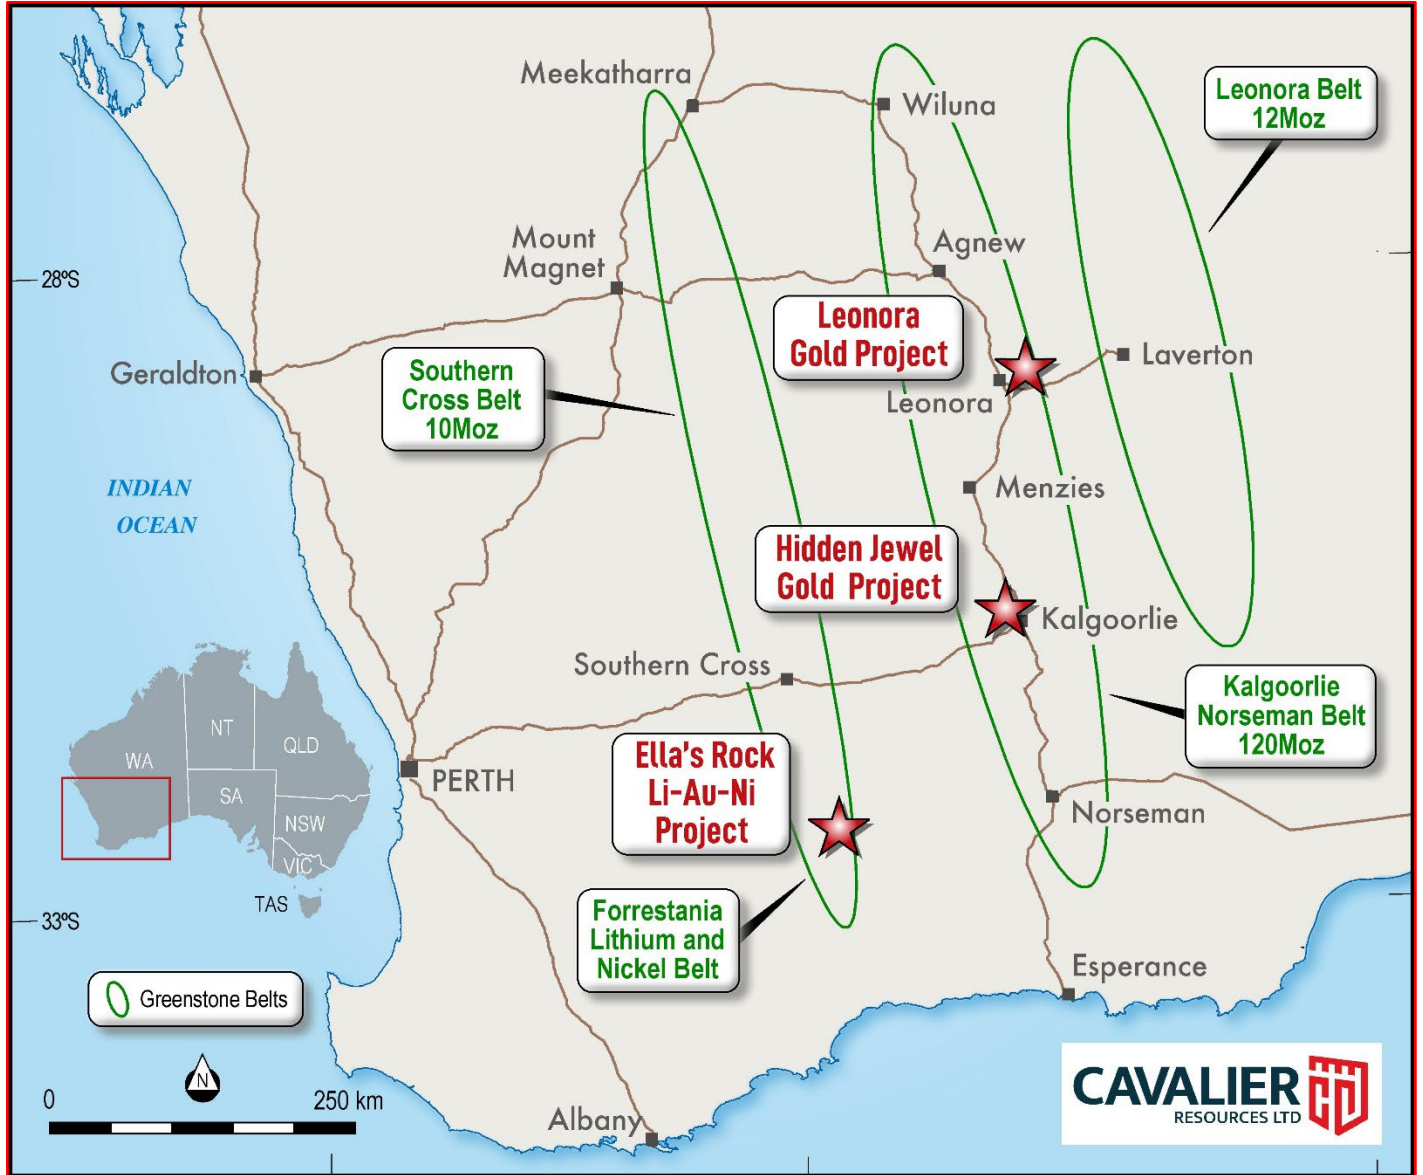 Meekatharra
Wiluna
Leonora Belt
12Moz
Mount
Magnet
Agnew
28ºS
Leonora
Gold Project
Laverton
Geraldton
Southern
Cross Belt
10Moz
Leonora
INDIAN
OCEAN
Menzies
Hidden Jewel
Gold Project
Kalgoorlie
Southern Cross
Kalgoorlie
Norseman Belt
120Moz
NT
QLD
WA
SA
NSW
VIC
TAS
PERTH
Ella's Rock
Li-Au-Ni
Project
Norseman
33ºS
Forrestania
Lithium and
Nickel Belt
Esperance
Greenstone Belts
N
0
250 km
Albany
CAVALIER
RESOURCES LTD